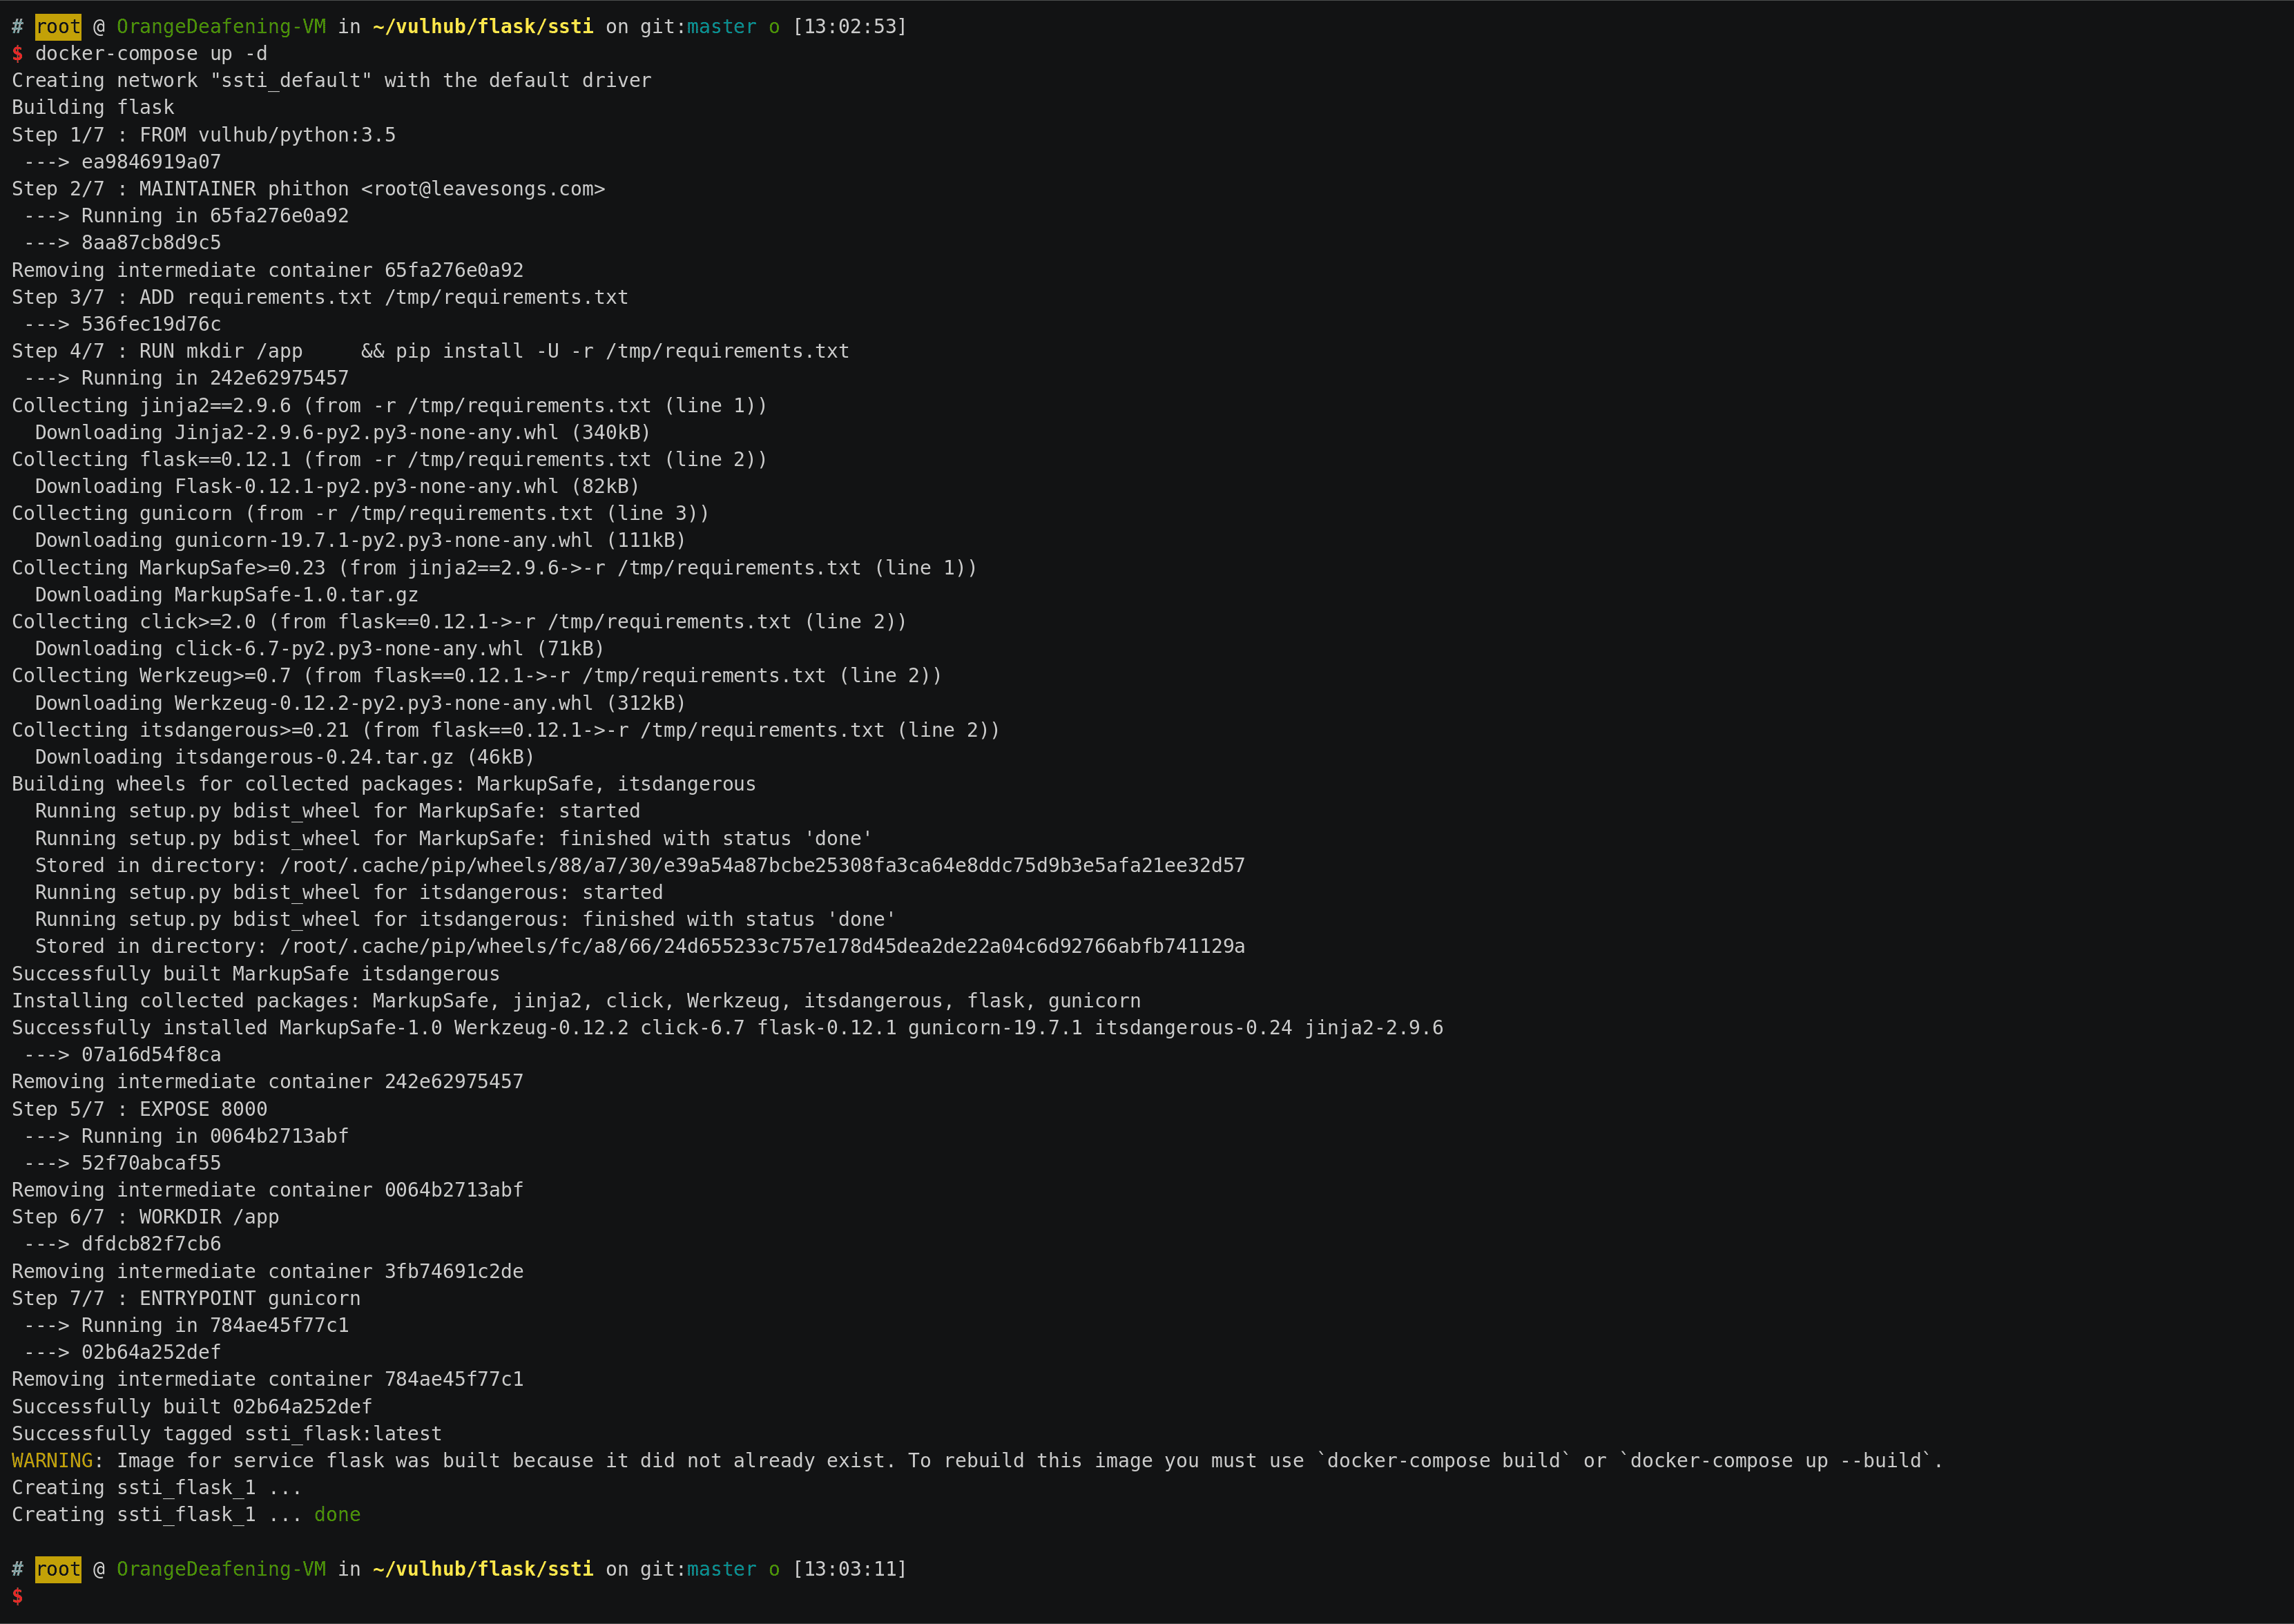 # root @ OrangeDeafening-VM in ~/vulhub/flask/ssti on git:master o [13:02:53]
$ docker-compose up -d
Creating network "ssti_default" with the default driver
Building flask
Step 1/7 : FROM vulhub/python:3.5
 ---> ea9846919a07
Step 2/7 : MAINTAINER phithon <root@leavesongs.com>
 ---> Running in 65fa276e0a92
 ---> 8aa87cb8d9c5
Removing intermediate container 65fa276e0a92
Step 3/7 : ADD requirements.txt /tmp/requirements.txt
 ---> 536fec19d76c
Step 4/7 : RUN mkdir /app     && pip install -U -r /tmp/requirements.txt
 ---> Running in 242e62975457
Collecting jinja2==2.9.6 (from -r /tmp/requirements.txt (line 1))
  Downloading Jinja2-2.9.6-py2.py3-none-any.whl (340kB)
Collecting flask==0.12.1 (from -r /tmp/requirements.txt (line 2))
  Downloading Flask-0.12.1-py2.py3-none-any.whl (82kB)
Collecting gunicorn (from -r /tmp/requirements.txt (line 3))
  Downloading gunicorn-19.7.1-py2.py3-none-any.whl (111kB)
Collecting MarkupSafe>=0.23 (from jinja2==2.9.6->-r /tmp/requirements.txt (line 1))
  Downloading MarkupSafe-1.0.tar.gz
Collecting click>=2.0 (from flask==0.12.1->-r /tmp/requirements.txt (line 2))
  Downloading click-6.7-py2.py3-none-any.whl (71kB)
Collecting Werkzeug>=0.7 (from flask==0.12.1->-r /tmp/requirements.txt (line 2))
  Downloading Werkzeug-0.12.2-py2.py3-none-any.whl (312kB)
Collecting itsdangerous>=0.21 (from flask==0.12.1->-r /tmp/requirements.txt (line 2))
  Downloading itsdangerous-0.24.tar.gz (46kB)
Building wheels for collected packages: MarkupSafe, itsdangerous
  Running setup.py bdist_wheel for MarkupSafe: started
  Running setup.py bdist_wheel for MarkupSafe: finished with status 'done'
  Stored in directory: /root/.cache/pip/wheels/88/a7/30/e39a54a87bcbe25308fa3ca64e8ddc75d9b3e5afa21ee32d57
  Running setup.py bdist_wheel for itsdangerous: started
  Running setup.py bdist_wheel for itsdangerous: finished with status 'done'
  Stored in directory: /root/.cache/pip/wheels/fc/a8/66/24d655233c757e178d45dea2de22a04c6d92766abfb741129a
Successfully built MarkupSafe itsdangerous
Installing collected packages: MarkupSafe, jinja2, click, Werkzeug, itsdangerous, flask, gunicorn
Successfully installed MarkupSafe-1.0 Werkzeug-0.12.2 click-6.7 flask-0.12.1 gunicorn-19.7.1 itsdangerous-0.24 jinja2-2.9.6
 ---> 07a16d54f8ca
Removing intermediate container 242e62975457
Step 5/7 : EXPOSE 8000
 ---> Running in 0064b2713abf
 ---> 52f70abcaf55
Removing intermediate container 0064b2713abf
Step 6/7 : WORKDIR /app
 ---> dfdcb82f7cb6
Removing intermediate container 3fb74691c2de
Step 7/7 : ENTRYPOINT gunicorn
 ---> Running in 784ae45f77c1
 ---> 02b64a252def
Removing intermediate container 784ae45f77c1
Successfully built 02b64a252def
Successfully tagged ssti_flask:latest
WARNING: Image for service flask was built because it did not already exist. To rebuild this image you must use `docker-compose build` or `docker-compose up --build`.
Creating ssti_flask_1 ...
Creating ssti_flask_1 ... done
# root @ OrangeDeafening-VM in ~/vulhub/flask/ssti on git:master o [13:03:11]
$